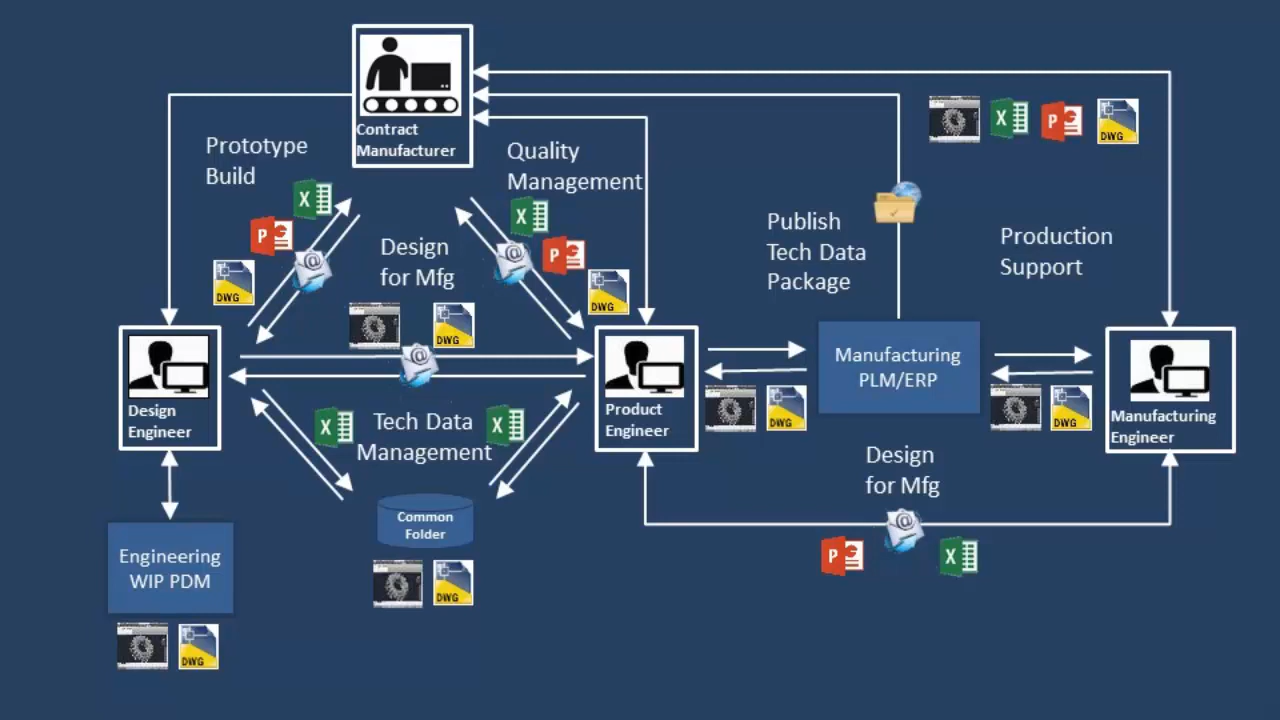 Contract
Manufacturer
Prototype
Build
Quality
Management
Design
for Mfg
Publish
Tech Data
Package
Production
Support
X
P
DWG
X
P
@
DWG
X
@
P
DWG
DWG
@
Design
Engineer
Product
Engineer
Manufacturing
PLM/ERP
Manufacturing
Engineer
DWG
DWG
X
Tech Data
Management
X
Design
for Mfg
Common
Folder
@
P
X
Engineering
WIP PDM
DWG
DWG